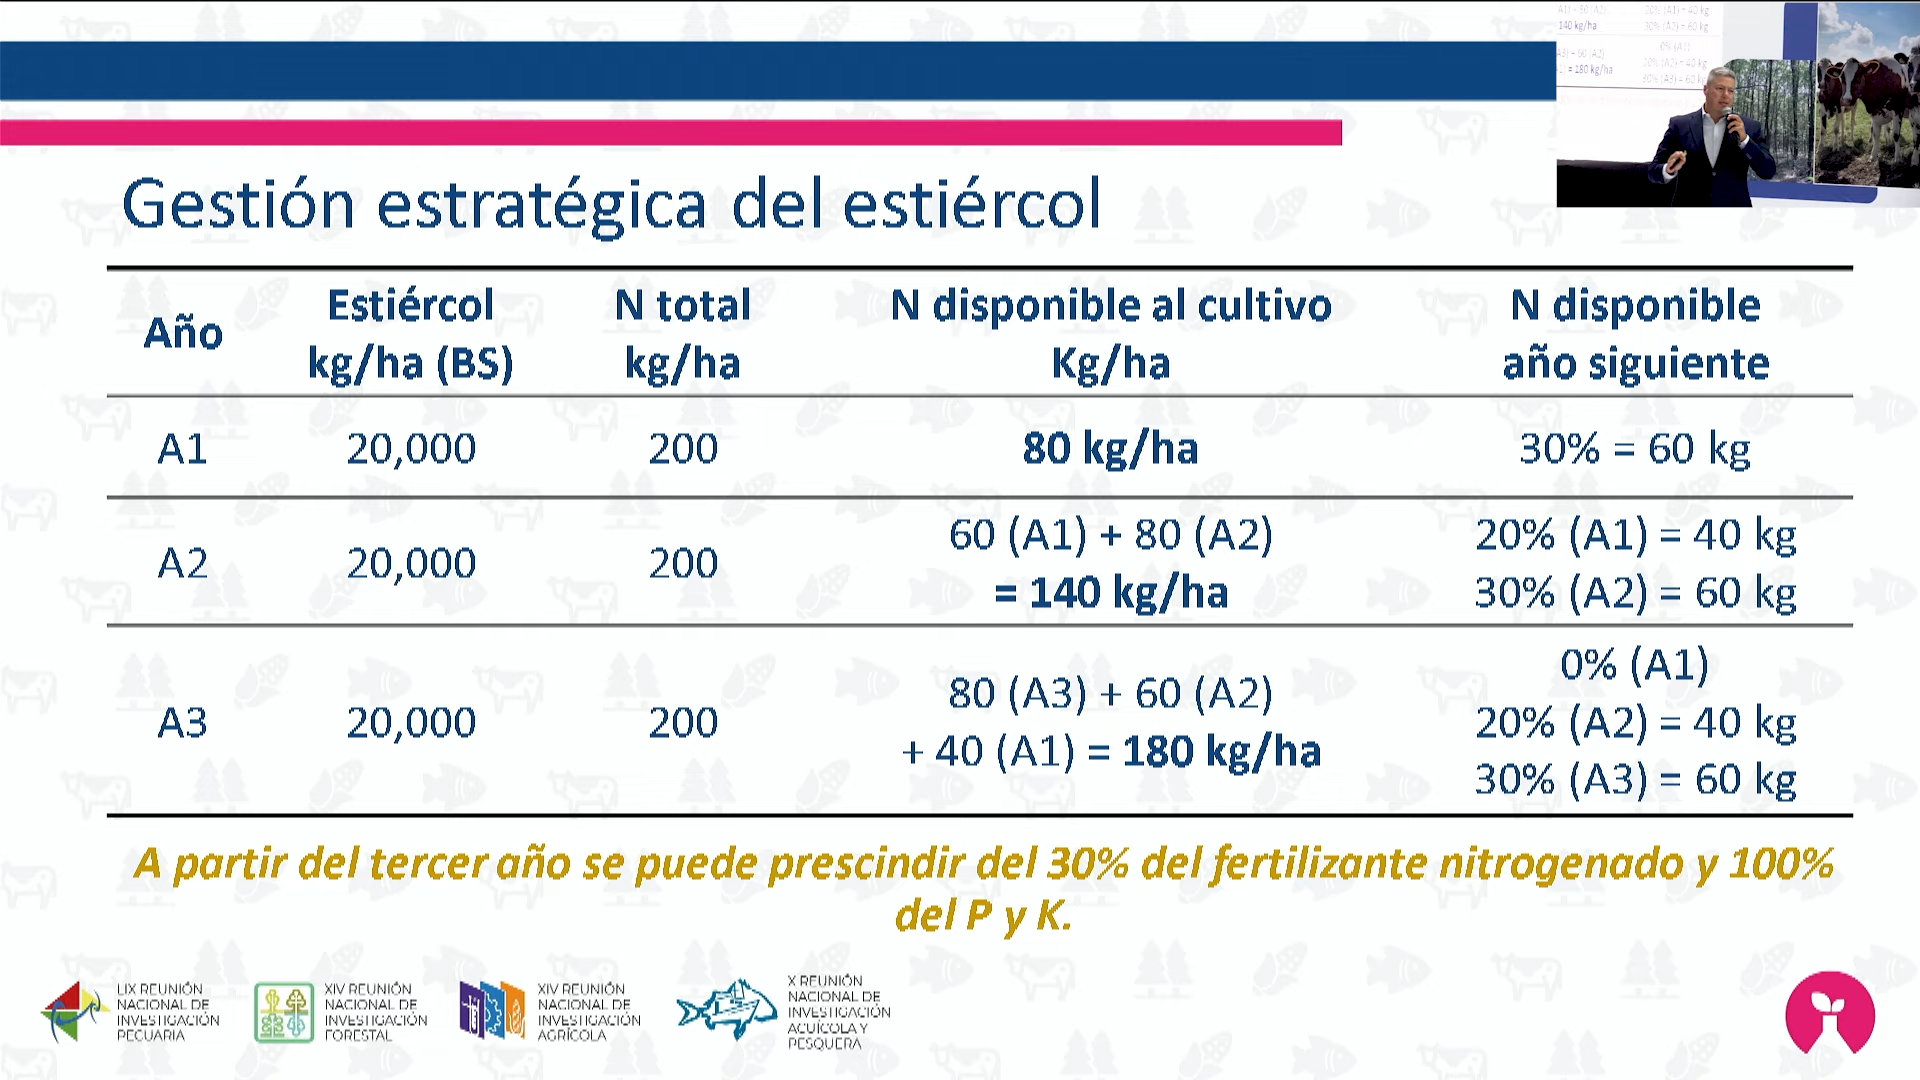 Gestión estratégica del estiércol
Año
Estiércol
kg/ha (BS)
N total
kg/ha
N disponible al cultivo
Kg/ha
N disponible
año siguiente
A1
20,000
200
80 kg/ha
30% = 60 kg
A2
20,000
200
60 (A1) + 80 (A2)
= 140 kg/ha
20% (A1) = 40 kg
30% (A2) = 60 kg
A3
20,000
200
80 (A3) + 60 (A2)
+ 40 (A1) = 180 kg/ha
0% (A1)
20% (A2) = 40 kg
30% (A3) = 60 kg
A partir del tercer año se puede prescindir del 30% del fertilizante nitrogenado y 100%
del P y K.
LIX REUNIÓN
NACIONAL DE
INVESTIGACIÓN
PECUARIA
XIV REUNIÓN
NACIONAL DE
INVESTIGACIÓN
FORESTAL
XIV REUNIÓN
NACIONAL DE
INVESTIGACIÓN
AGRÍCOLA
X REUNIÓN
NACIONAL DE
INVESTIGACIÓN
ACUÍCOLA Y
PESQUERA